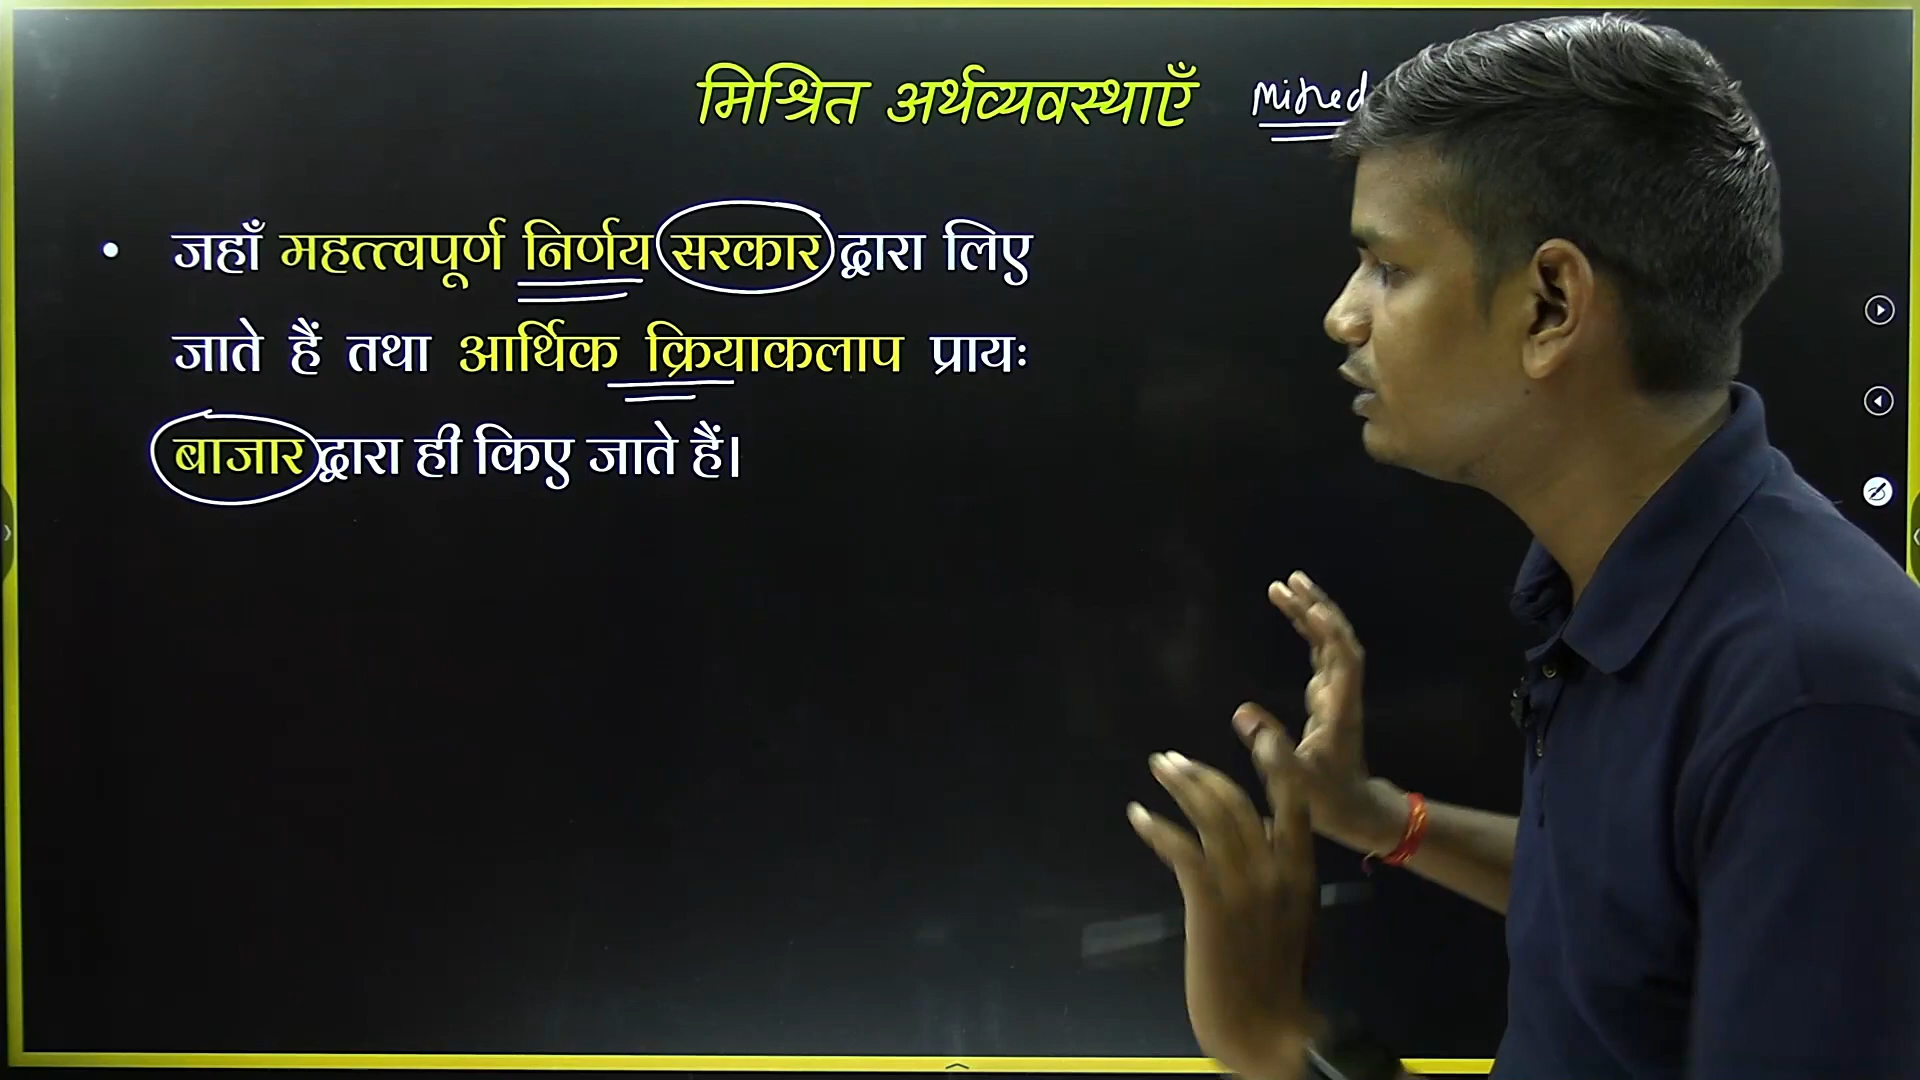 मिश्रित अर्थव्यवस्थाएँ mixed
• जहाँ महत्त्वपूर्ण निर्णय सरकार द्वारा लिए
जाते हैं तथा आर्थिक क्रियाकलाप प्रायः
बाजार द्वारा ही किए जाते हैं।